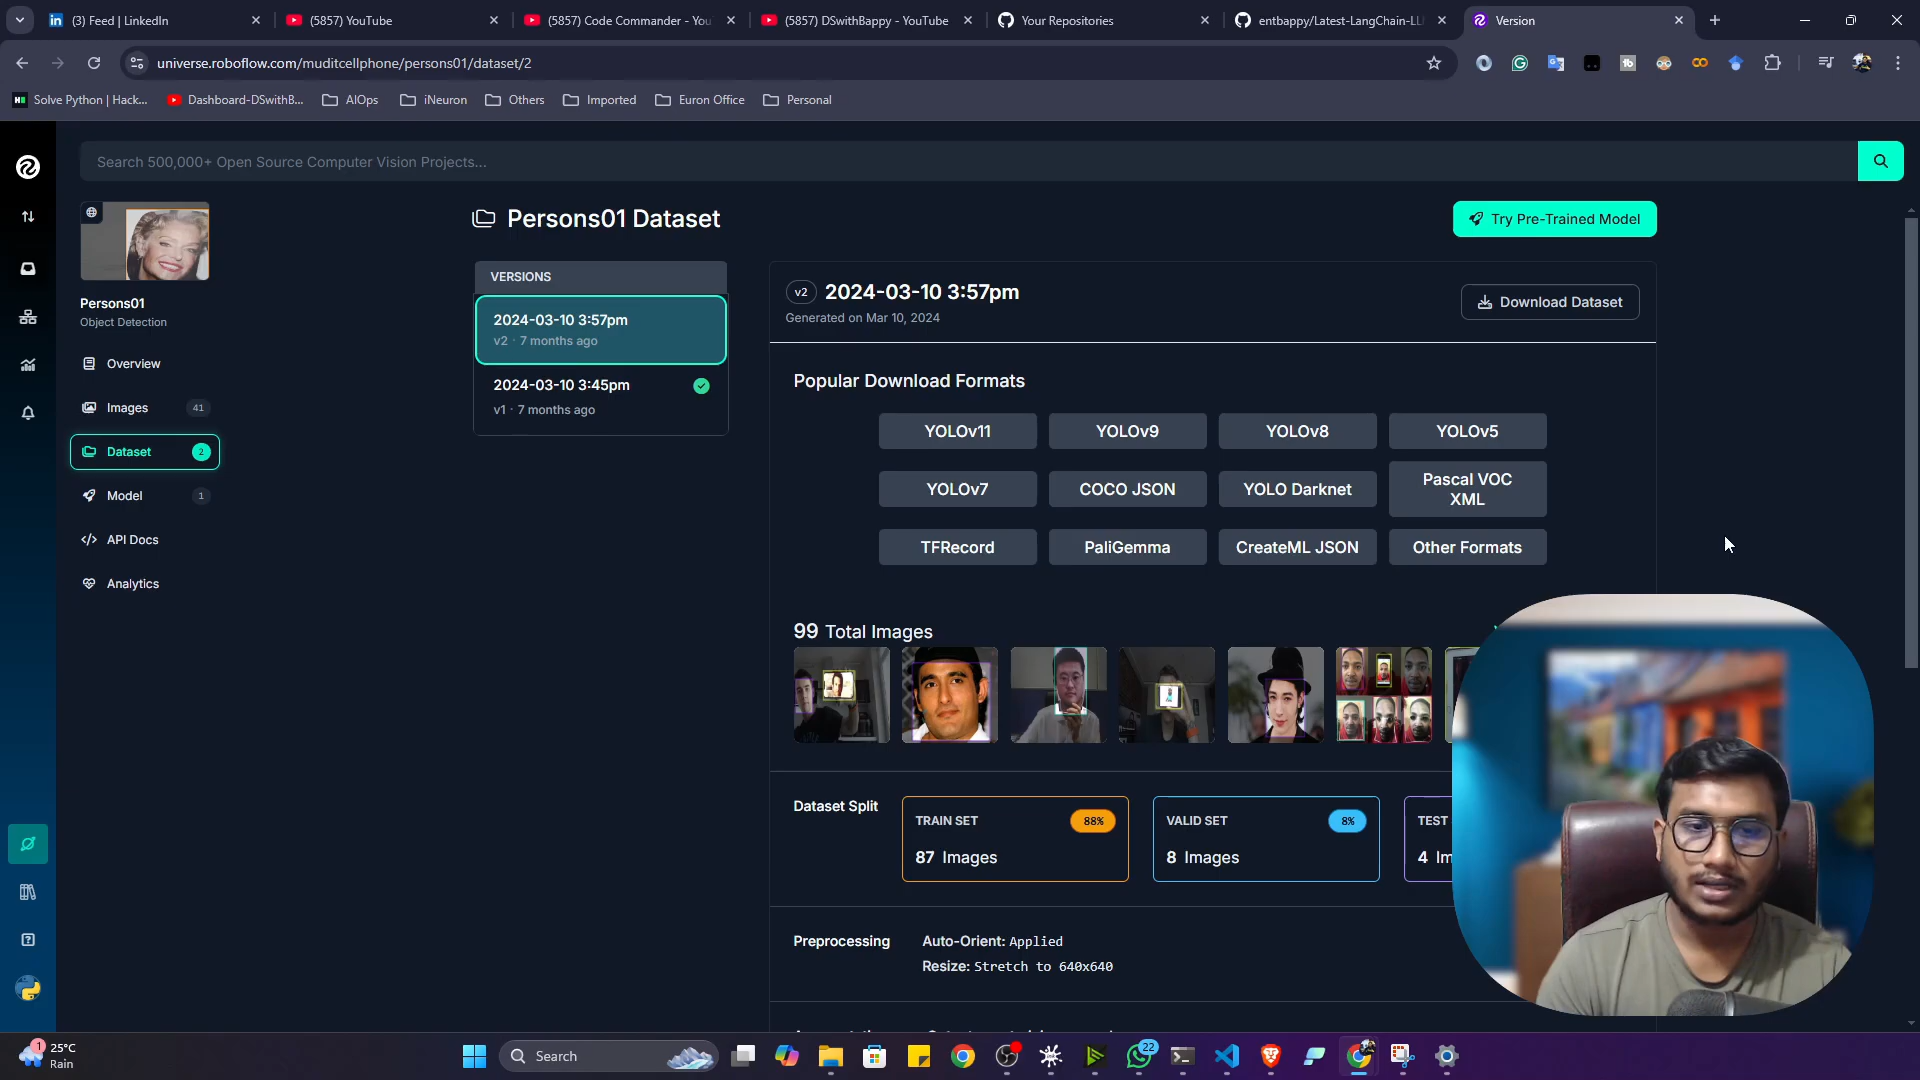 (3) Feed | LinkedIn
(5857) YouTube
(5857) Code Commander - You
(5857) DSwithBappy - YouTube
Your Repositories
entbappy/Latest-LangChain-LL
Version
universe.roboflow.com/muditcellphone/persons01/dataset/2
Solve Python | Hack...
Dashboard-DSwithB...
AIOps
iNeuron
Others
Imported
Euron Office
Personal
Search 500,000+ Open Source Computer Vision Projects...
Persons01
Object Detection
Overview
Images 41
Dataset 2
Model 1
API Docs
Analytics
Persons01 Dataset
Try Pre-Trained Model
VERSIONS
2024-03-10 3:57pm
v2 · 7 months ago
2024-03-10 3:45pm
v1 · 7 months ago
v2 2024-03-10 3:57pm
Generated on Mar 10, 2024
Download Dataset
Popular Download Formats
YOLOv11 YOLOv9 YOLOv8 YOLOv5
YOLOv7 COCO JSON YOLO Darknet Pascal VOC XML
TFRecord PaliGemma CreateML JSON Other Formats
99 Total Images
Dataset Split
TRAIN SET 88%
87 Images
VALID SET 8%
8 Images
TEST
4 Im
Preprocessing
Auto-Orient: Applied
Resize: Stretch to 640x640
1
25°C
Rain
Search
22